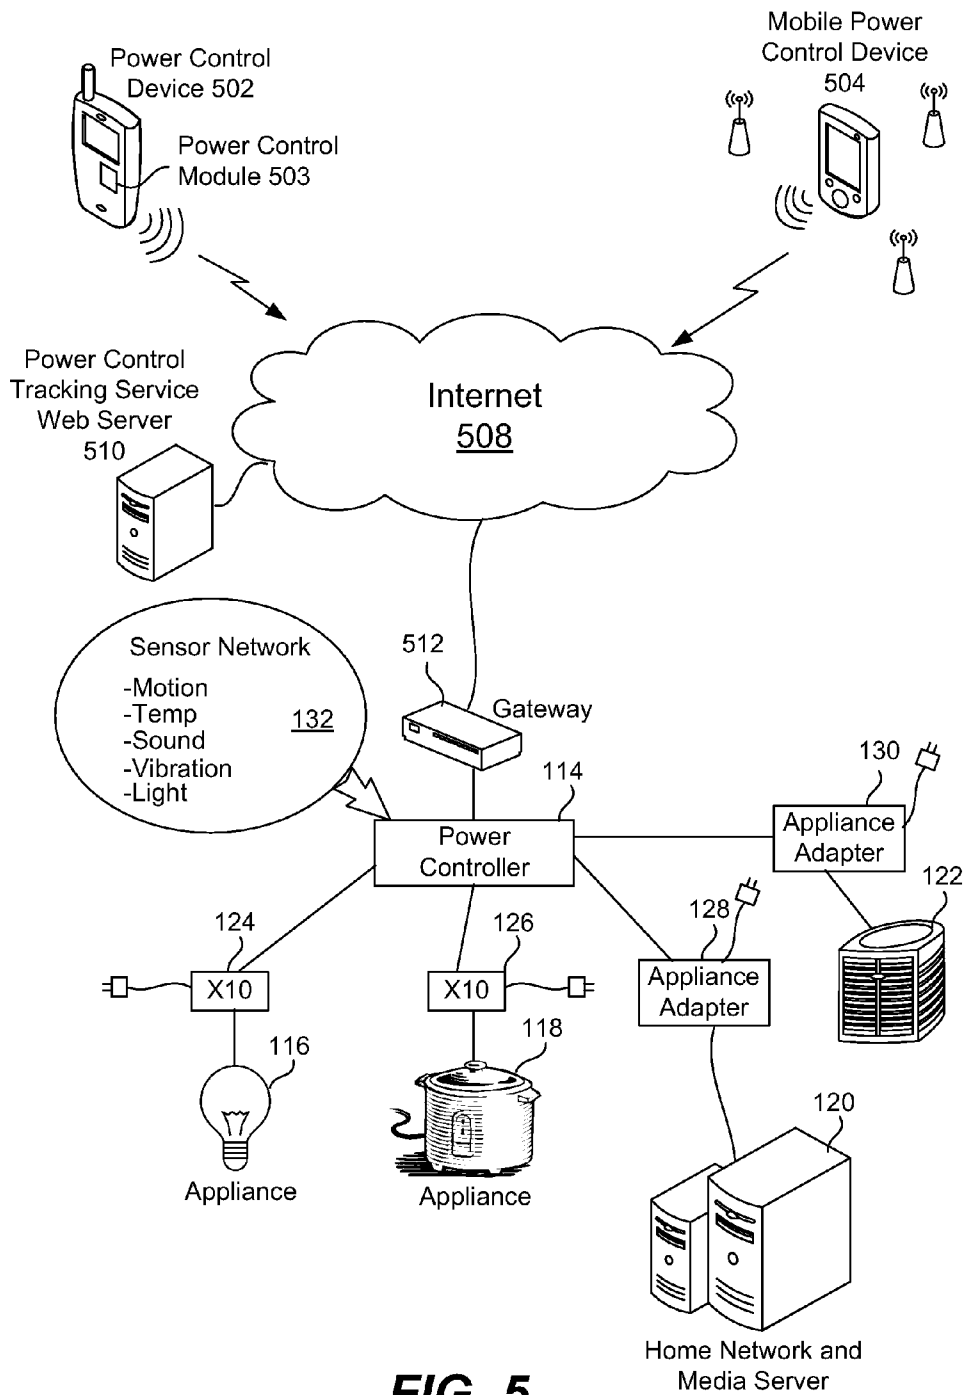 Power Control
Device 502
Power Control
Module 503
Mobile Power
Control Device
504
Power Control
Tracking Service
Web Server
510
Internet
508
Sensor Network
-Motion
-Temp
-Sound
-Vibration
-Light
132
512
Gateway
114
Power
Controller
130
Appliance
Adapter
122
124
X10
126
X10
128
Appliance
Adapter
116
Appliance
118
Appliance
120
Home Network and
Media Server
FIG. 5